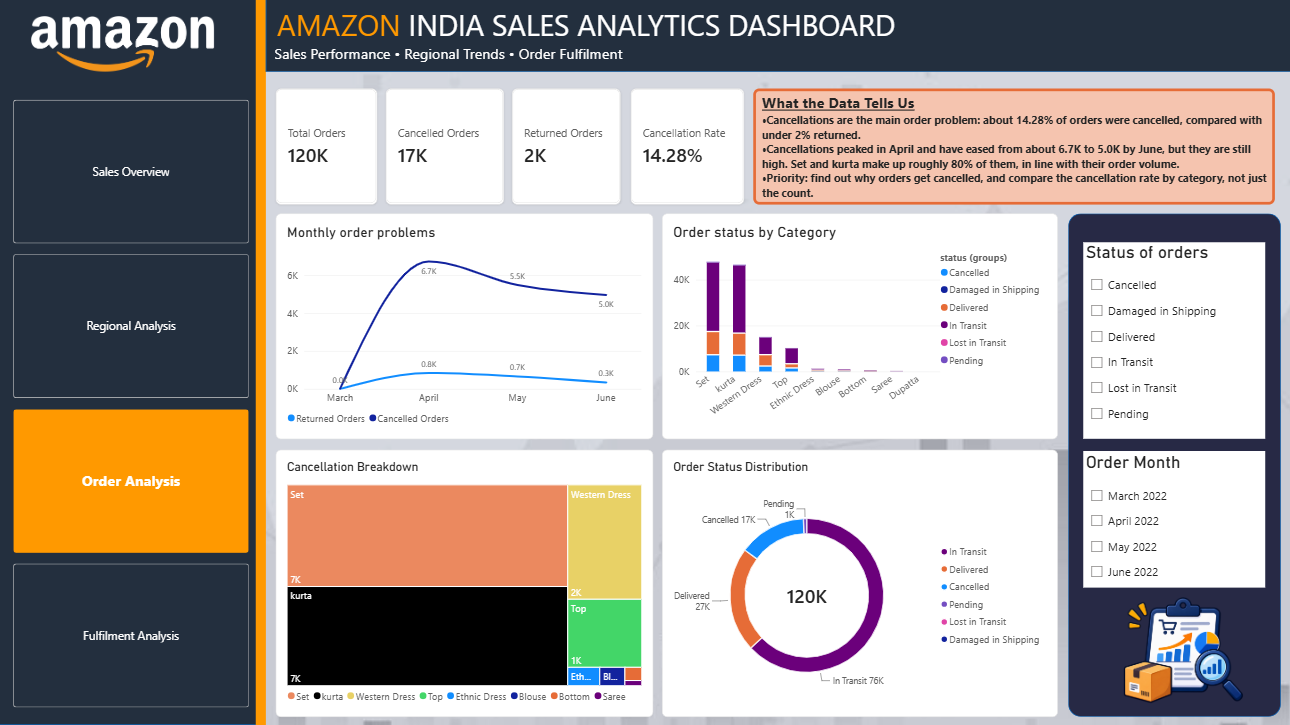 amazon
AMAZON INDIA SALES ANALYTICS DASHBOARD
Sales Performance • Regional Trends • Order Fulfilment
Sales Overview
Regional Analysis
Order Analysis
Fulfilment Analysis
Total Orders
120K
Cancelled Orders
17K
Returned Orders
2K
Cancellation Rate
14.28%
What the Data Tells Us
•Cancellations are the main order problem: about 14.28% of orders were cancelled, compared with
under 2% returned.
•Cancellations peaked in April and have eased from about 6.7K to 5.0K by June, but they are still
high. Set and kurta make up roughly 80% of them, in line with their order volume.
•Priority: find out why orders get cancelled, and compare the cancellation rate by category, not just
the count.
Monthly order problems
6K
4K
2K
0K
0.0K
6.7K
5.5K
5.0K
0.8K
0.7K
0.3K
March
April
May
June
Returned Orders
Cancelled Orders
Order status by Category
40K
20K
0K
Set
kurta
Western Dress
Top
Ethnic Dress
Blouse
Bottom
Saree
Dupatta
status (groups)
Cancelled
Damaged in Shipping
Delivered
In Transit
Lost in Transit
Pending
Status of orders
Cancelled
Damaged in Shipping
Delivered
In Transit
Lost in Transit
Pending
Order Month
March 2022
April 2022
May 2022
June 2022
Cancellation Breakdown
Set
7K
kurta
7K
Western Dress
2K
Top
1K
Eth...
Bl...
Set
kurta
Western Dress
Top
Ethnic Dress
Blouse
Bottom
Saree
Order Status Distribution
Pending
1K
Cancelled 17K
Delivered
27K
120K
In Transit 76K
In Transit
Delivered
Cancelled
Pending
Lost in Transit
Damaged in Shipping